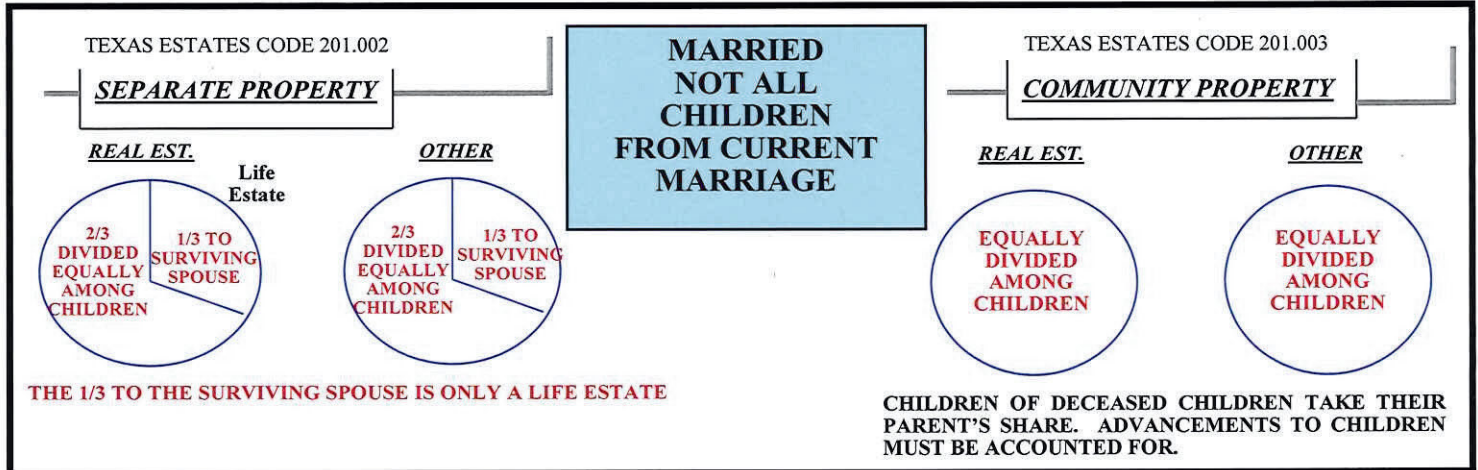 TEXAS ESTATES CODE 201.002
SEPARATE PROPERTY
REAL EST.
Life
Estate
2/3
DIVIDED
EQUALLY
AMONG
CHILDREN
1/3 TO
SURVIVING
SPOUSE
OTHER
2/3
DIVIDED
EQUALLY
AMONG
CHILDREN
1/3 TO
SURVIVING
SPOUSE
THE 1/3 TO THE SURVIVING SPOUSE IS ONLY A LIFE ESTATE
MARRIED
NOT ALL
CHILDREN
FROM CURRENT
MARRIAGE
TEXAS ESTATES CODE 201.003
COMMUNITY PROPERTY
REAL EST.
EQUALLY
DIVIDED
AMONG
CHILDREN
OTHER
EQUALLY
DIVIDED
AMONG
CHILDREN
CHILDREN OF DECEASED CHILDREN TAKE THEIR
PARENT'S SHARE. ADVANCEMENTS TO CHILDREN
MUST BE ACCOUNTED FOR.